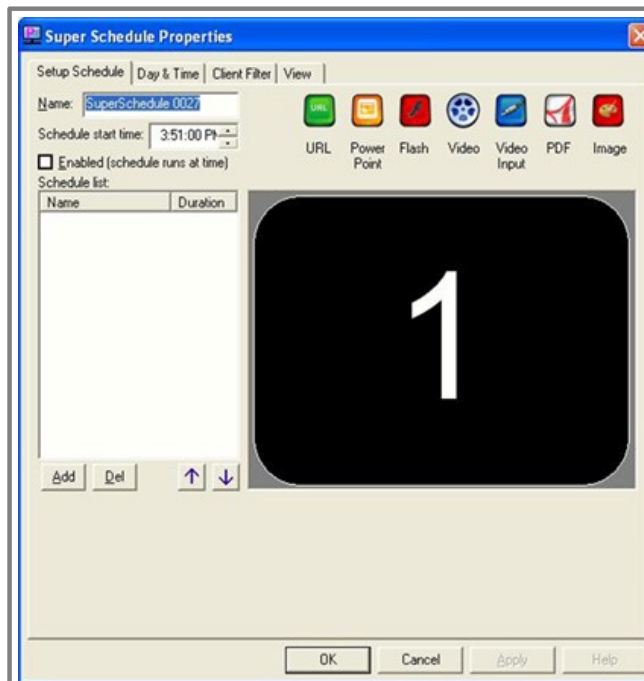 Super Schedule Properties
Setup Schedule Day & Time Client Filter View
Name: SuperSchedule 0027
Schedule start time: 3:51:00 PM
Enabled (schedule runs at time)
Schedule list:
Name Duration
URL
URL Power Point Flash Video Video Input PDF Image
1
Add Del
OK Cancel Apply Help